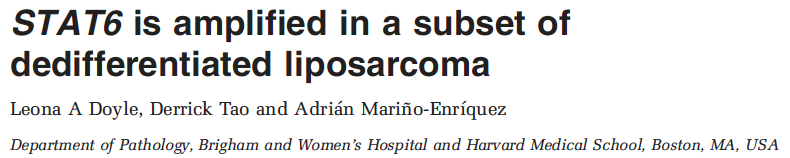 STAT6 is amplified in a subset of
dedifferentiated liposarcoma
Leona A Doyle, Derrick Tao and Adrián Mariño-Enríquez
Department of Pathology, Brigham and Women's Hospital and Harvard Medical School, Boston, MA, USA